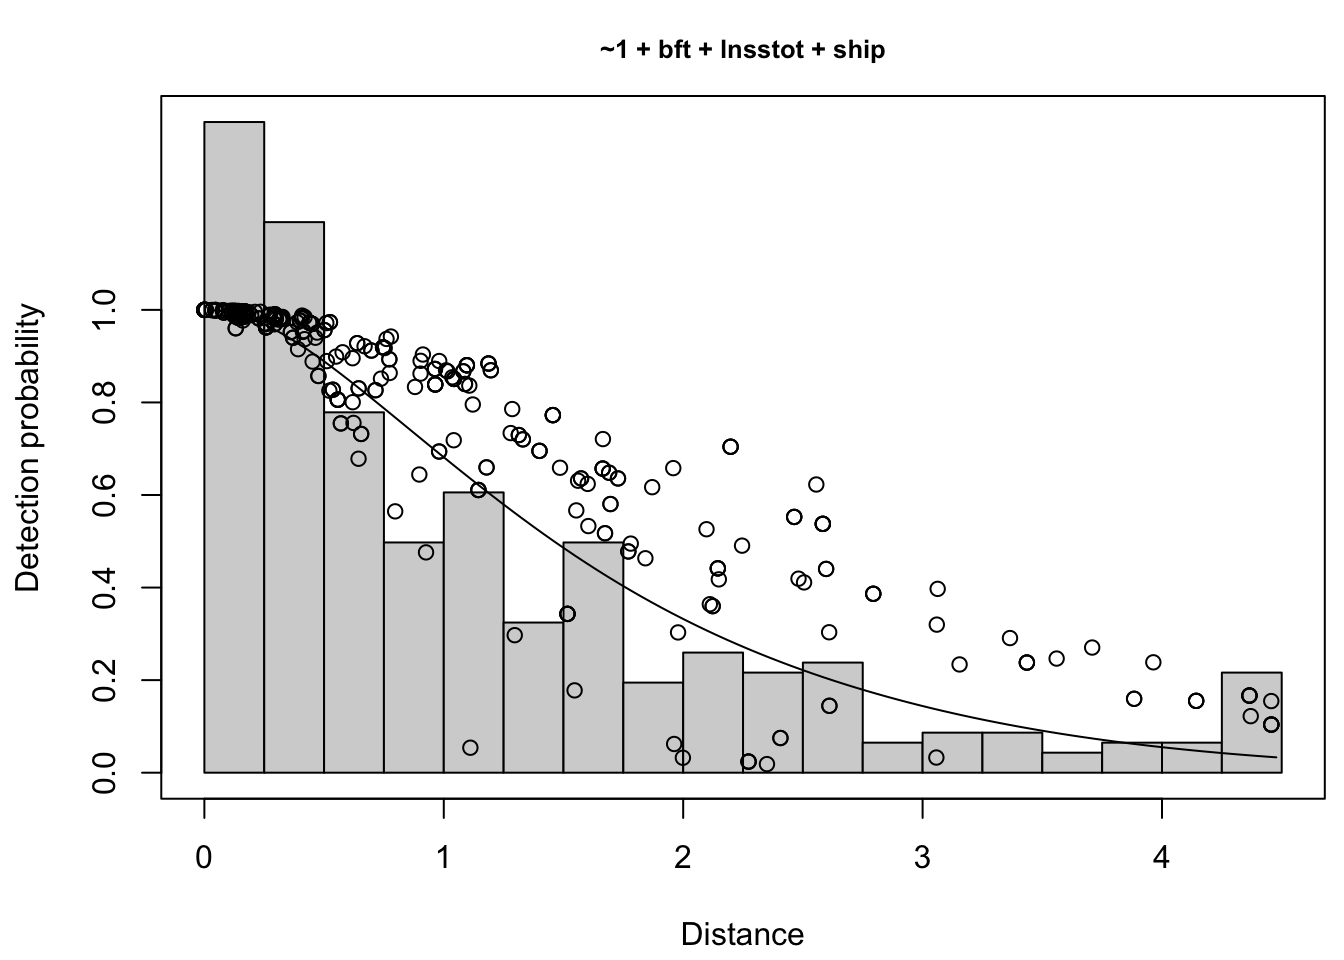 ~1 + bft + lnsstot + ship
Detection probability
1.0
0.8
0.6
0.4
0.2
0.0
0 1 2 3 4
Distance